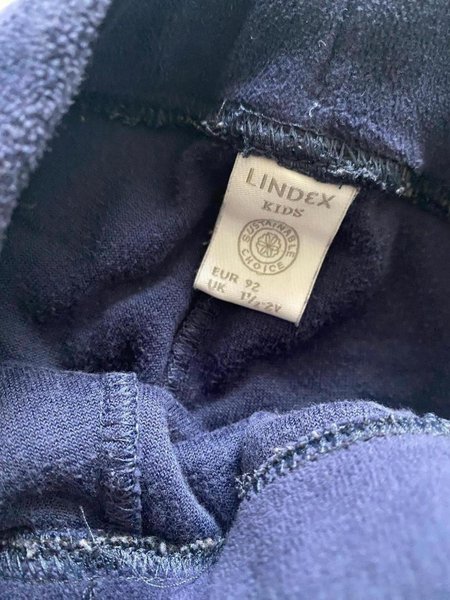 LINDEX
KIDS
SUSTAINABLE
CHOICE
EUR 92
UK 1½-2Y